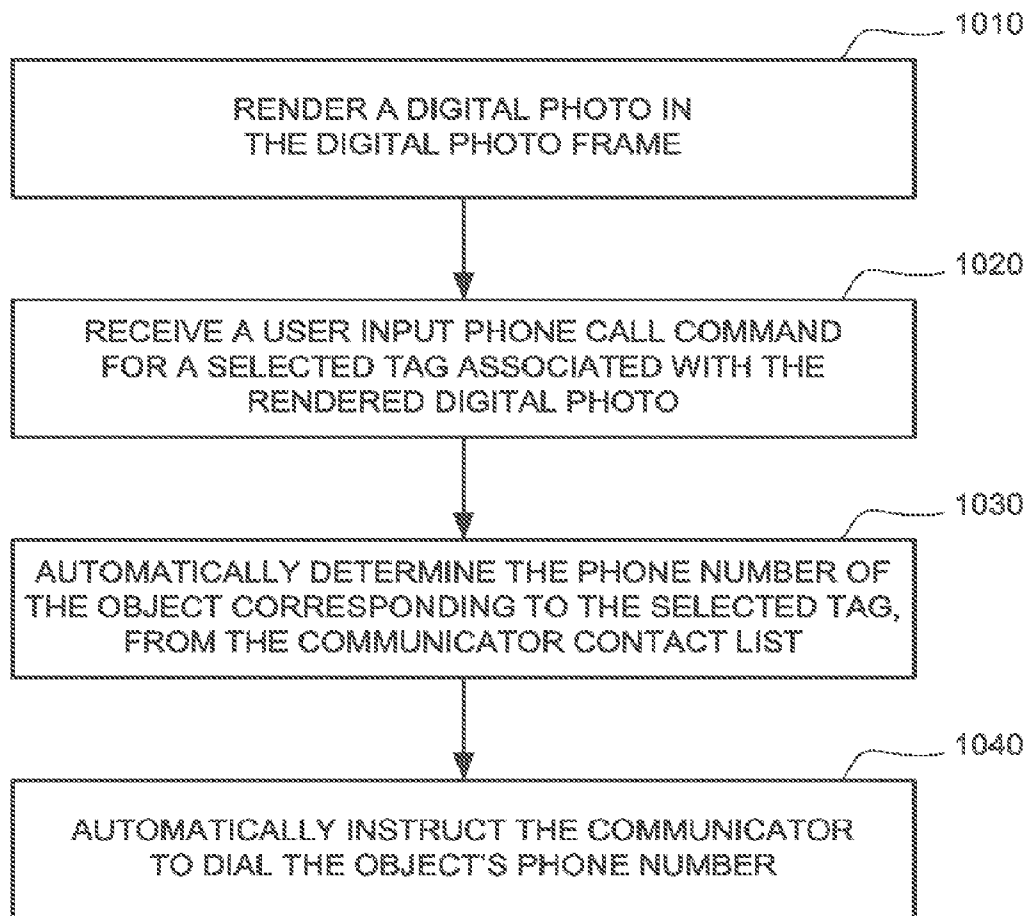 1010
RENDER A DIGITAL PHOTO IN
THE DIGITAL PHOTO FRAME
1020
RECEIVE A USER INPUT PHONE CALL COMMAND
FOR A SELECTED TAG ASSOCIATED WITH THE
RENDERED DIGITAL PHOTO
1030
AUTOMATICALLY DETERMINE THE PHONE NUMBER OF
THE OBJECT CORRESPONDING TO THE SELECTED TAG,
FROM THE COMMUNICATOR CONTACT LIST
1040
AUTOMATICALLY INSTRUCT THE COMMUNICATOR
TO DIAL THE OBJECT'S PHONE NUMBER